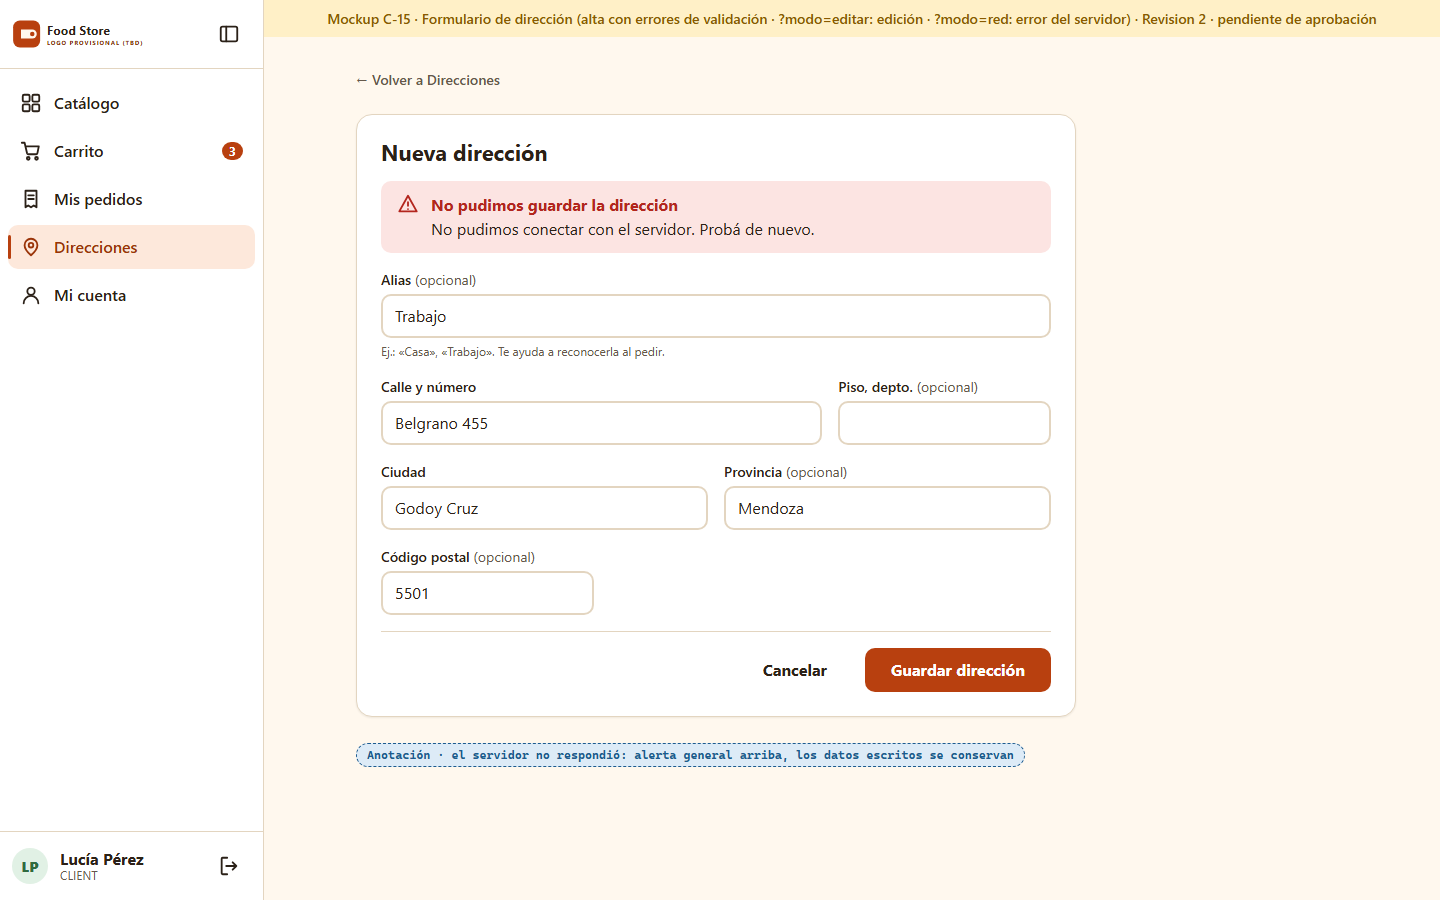 Food Store
LOGO PROVISIONAL (TBD)
Catálogo
Carrito
3
Mis pedidos
Direcciones
Mi cuenta
Lucía Pérez
LP
CLIENT
Mockup C-15 · Formulario de dirección (alta con errores de validación · ?modo=editar: edición · ?modo=red: error del servidor) · Revision 2 · pendiente de aprobación
← Volver a Direcciones
Nueva dirección
No pudimos guardar la dirección
No pudimos conectar con el servidor. Probá de nuevo.
Alias (opcional)
Trabajo
Ej.: «Casa», «Trabajo». Te ayuda a reconocerla al pedir.
Calle y número
Piso, depto. (opcional)
Belgrano 455
Ciudad
Provincia (opcional)
Godoy Cruz
Mendoza
Código postal (opcional)
5501
Cancelar
Guardar dirección
Anotación · el servidor no respondió: alerta general arriba, los datos escritos se conservan